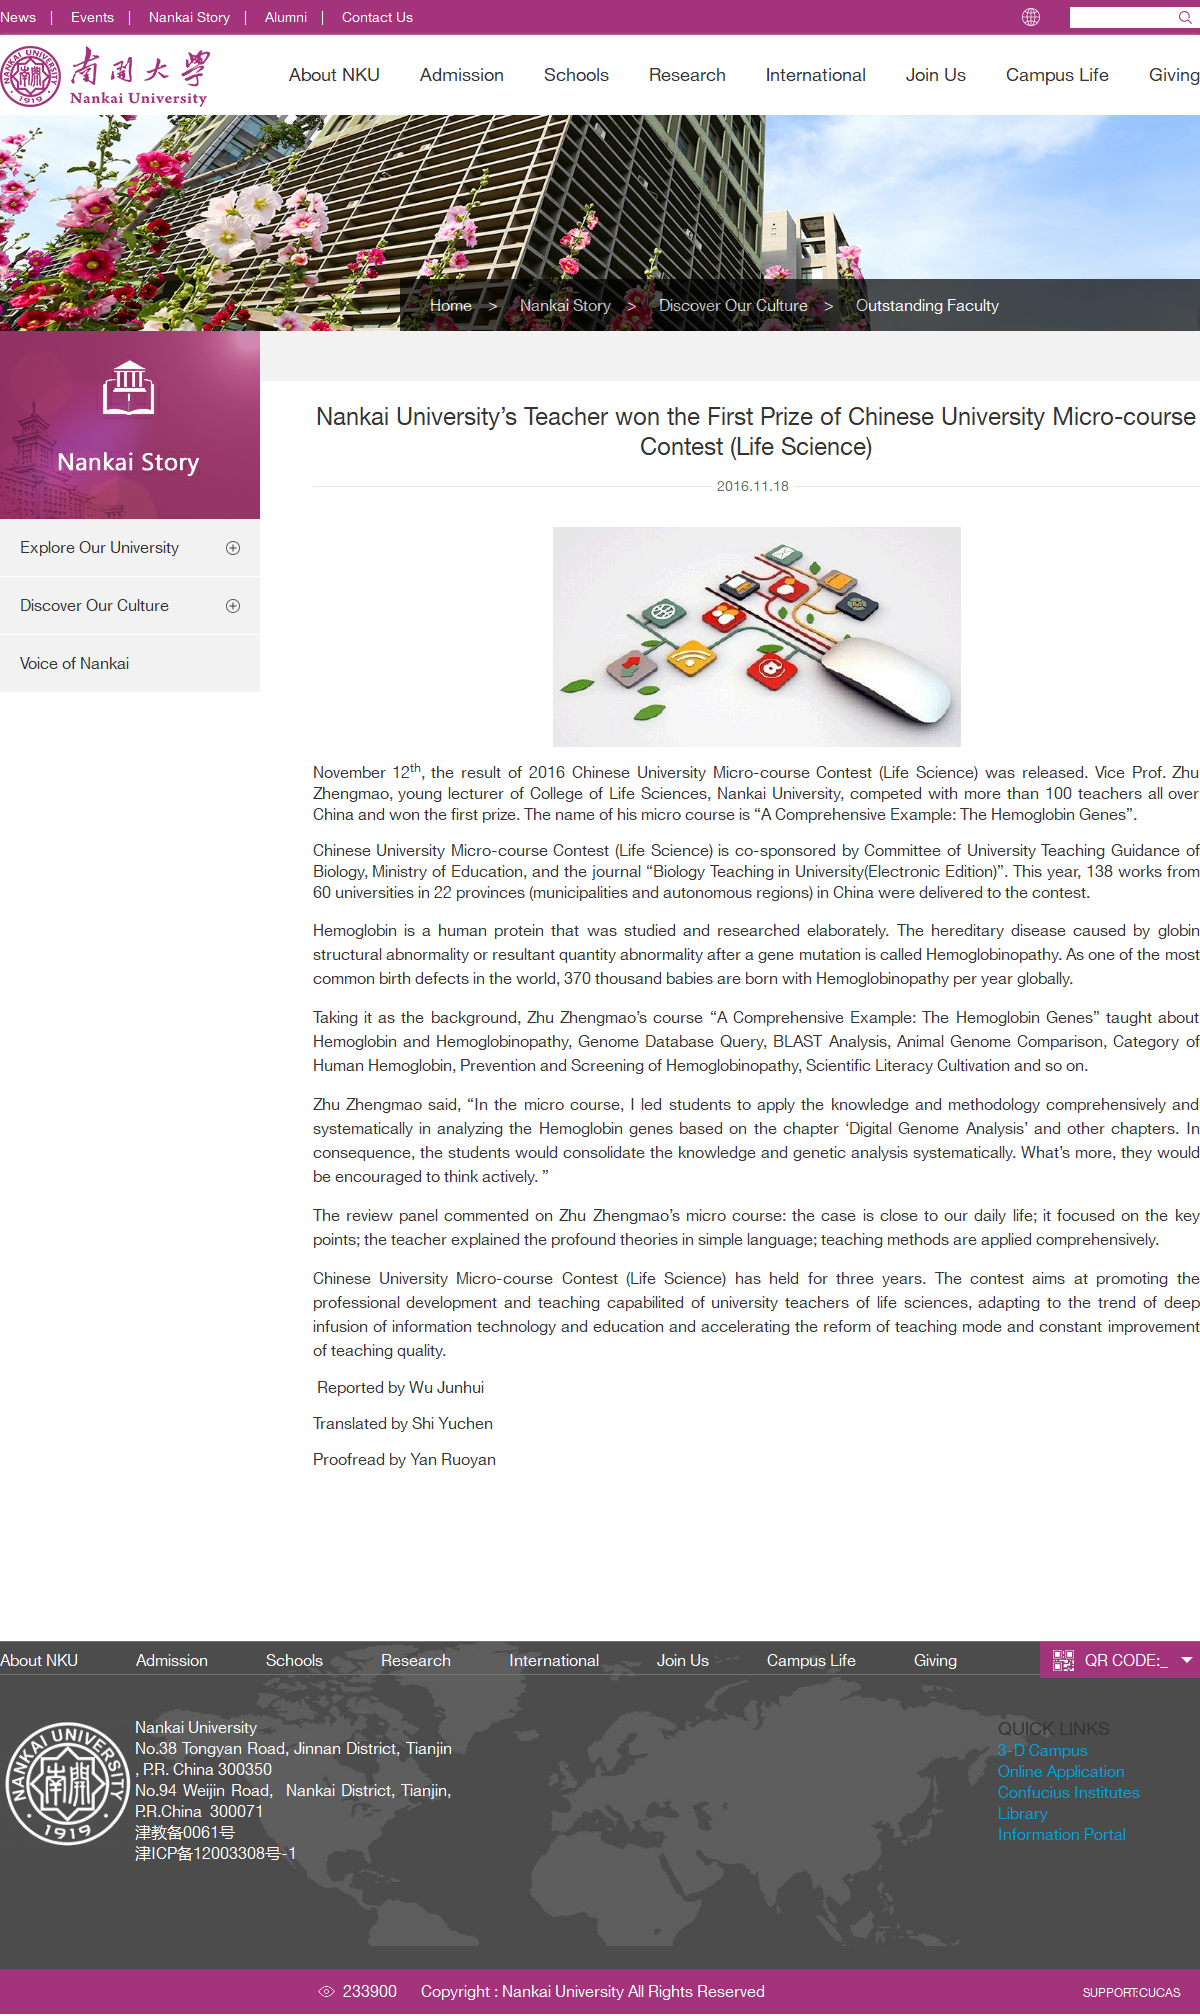 News | Events | Nankai Story | Alumni | Contact Us
NANKAI UNIVERSITY
1919
南開大學
Nankai University
About NKU Admission Schools Research International Join Us Campus Life Giving
Home > Nankai Story > Discover Our Culture > Outstanding Faculty
Nankai Story
Explore Our University
Discover Our Culture
Voice of Nankai
Nankai University’s Teacher won the First Prize of Chinese University Micro-course
Contest (Life Science)
2016.11.18
November 12th, the result of 2016 Chinese University Micro-course Contest (Life Science) was released. Vice Prof. Zhu
Zhengmao, young lecturer of College of Life Sciences, Nankai University, competed with more than 100 teachers all over
China and won the first prize. The name of his micro course is “A Comprehensive Example: The Hemoglobin Genes”.
Chinese University Micro-course Contest (Life Science) is co-sponsored by Committee of University Teaching Guidance of
Biology, Ministry of Education, and the journal “Biology Teaching in University(Electronic Edition)”. This year, 138 works from
60 universities in 22 provinces (municipalities and autonomous regions) in China were delivered to the contest.
Hemoglobin is a human protein that was studied and researched elaborately. The hereditary disease caused by globin
structural abnormality or resultant quantity abnormality after a gene mutation is called Hemoglobinopathy. As one of the most
common birth defects in the world, 370 thousand babies are born with Hemoglobinopathy per year globally.
Taking it as the background, Zhu Zhengmao’s course “A Comprehensive Example: The Hemoglobin Genes” taught about
Hemoglobin and Hemoglobinopathy, Genome Database Query, BLAST Analysis, Animal Genome Comparison, Category of
Human Hemoglobin, Prevention and Screening of Hemoglobinopathy, Scientific Literacy Cultivation and so on.
Zhu Zhengmao said, “In the micro course, I led students to apply the knowledge and methodology comprehensively and
systematically in analyzing the Hemoglobin genes based on the chapter ‘Digital Genome Analysis’ and other chapters. In
consequence, the students would consolidate the knowledge and genetic analysis systematically. What’s more, they would
be encouraged to think actively. ”
The review panel commented on Zhu Zhengmao’s micro course: the case is close to our daily life; it focused on the key
points; the teacher explained the profound theories in simple language; teaching methods are applied comprehensively.
Chinese University Micro-course Contest (Life Science) has held for three years. The contest aims at promoting the
professional development and teaching capabilited of university teachers of life sciences, adapting to the trend of deep
infusion of information technology and education and accelerating the reform of teaching mode and constant improvement
of teaching quality.
Reported by Wu Junhui
Translated by Shi Yuchen
Proofread by Yan Ruoyan
About NKU Admission Schools Research International Join Us Campus Life Giving QR CODE:_
NANKAI UNIVERSITY
南開
1919
Nankai University
No.38 Tongyan Road, Jinnan District, Tianjin
, P.R. China 300350
No.94 Weijin Road, Nankai District, Tianjin,
P.R.China 300071
津教备0061号
津ICP备12003308号-1
QUICK LINKS
3-D Campus
Online Application
Confucius Institutes
Library
Information Portal
233900 Copyright : Nankai University All Rights Reserved SUPPORT:CUCAS